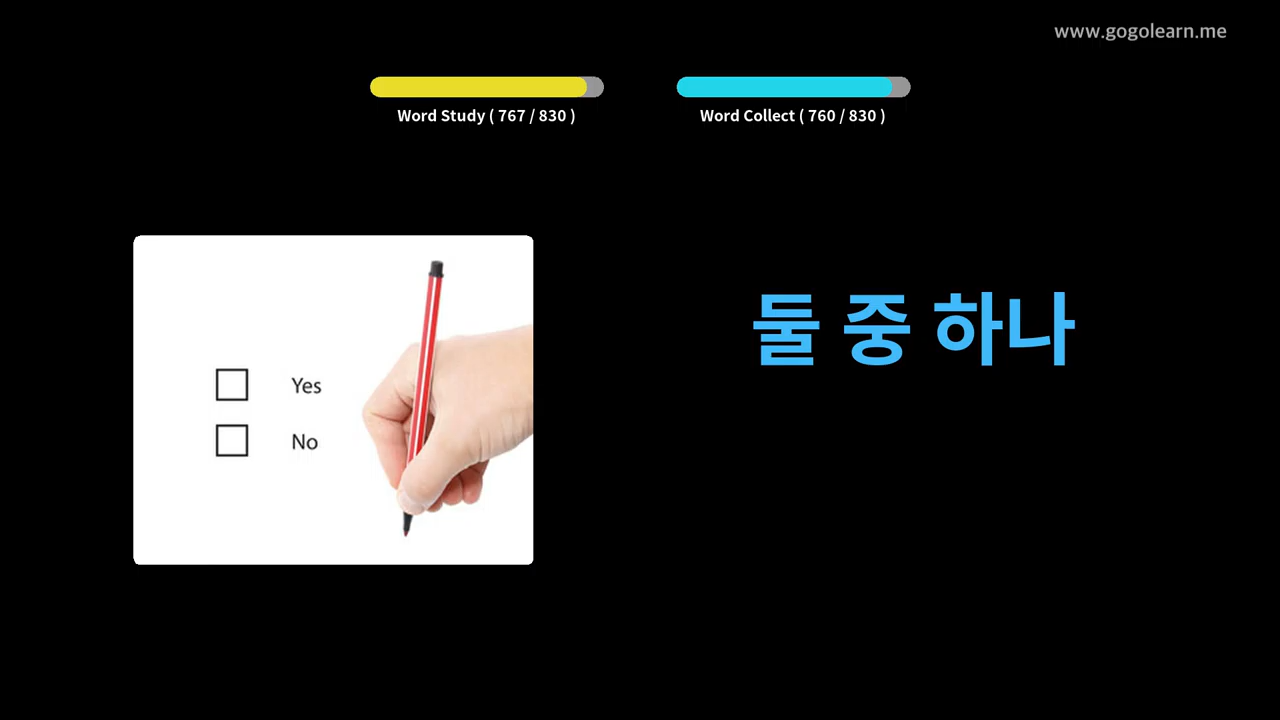 www.gogolearn.me
Word Study ( 767 / 830 )
Word Collect ( 760 / 830 )
Yes
No
둘 중 하나